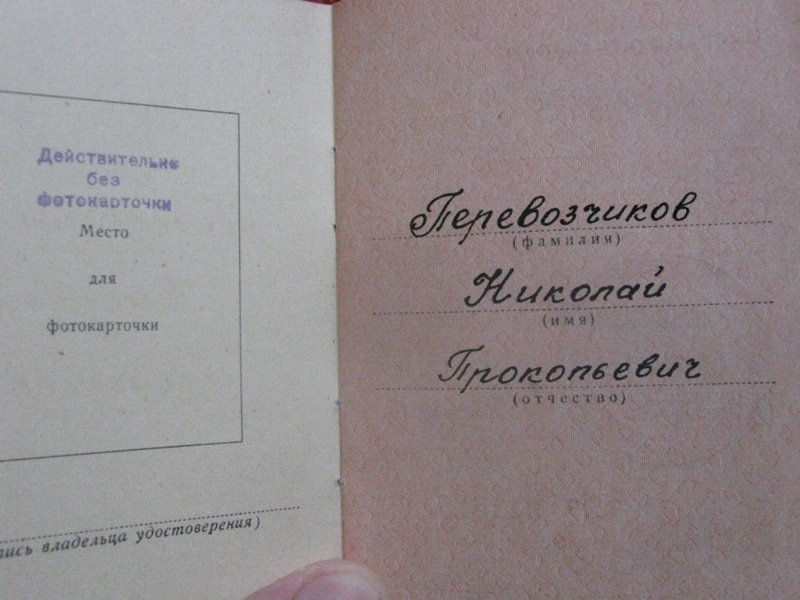 Действительно
без
фотокарточки
Место
для
фотокарточки
владельца удостоверения)
Перевозчиков
(фамилия)
Николай
(имя)
Прокопьевич
(отчество)